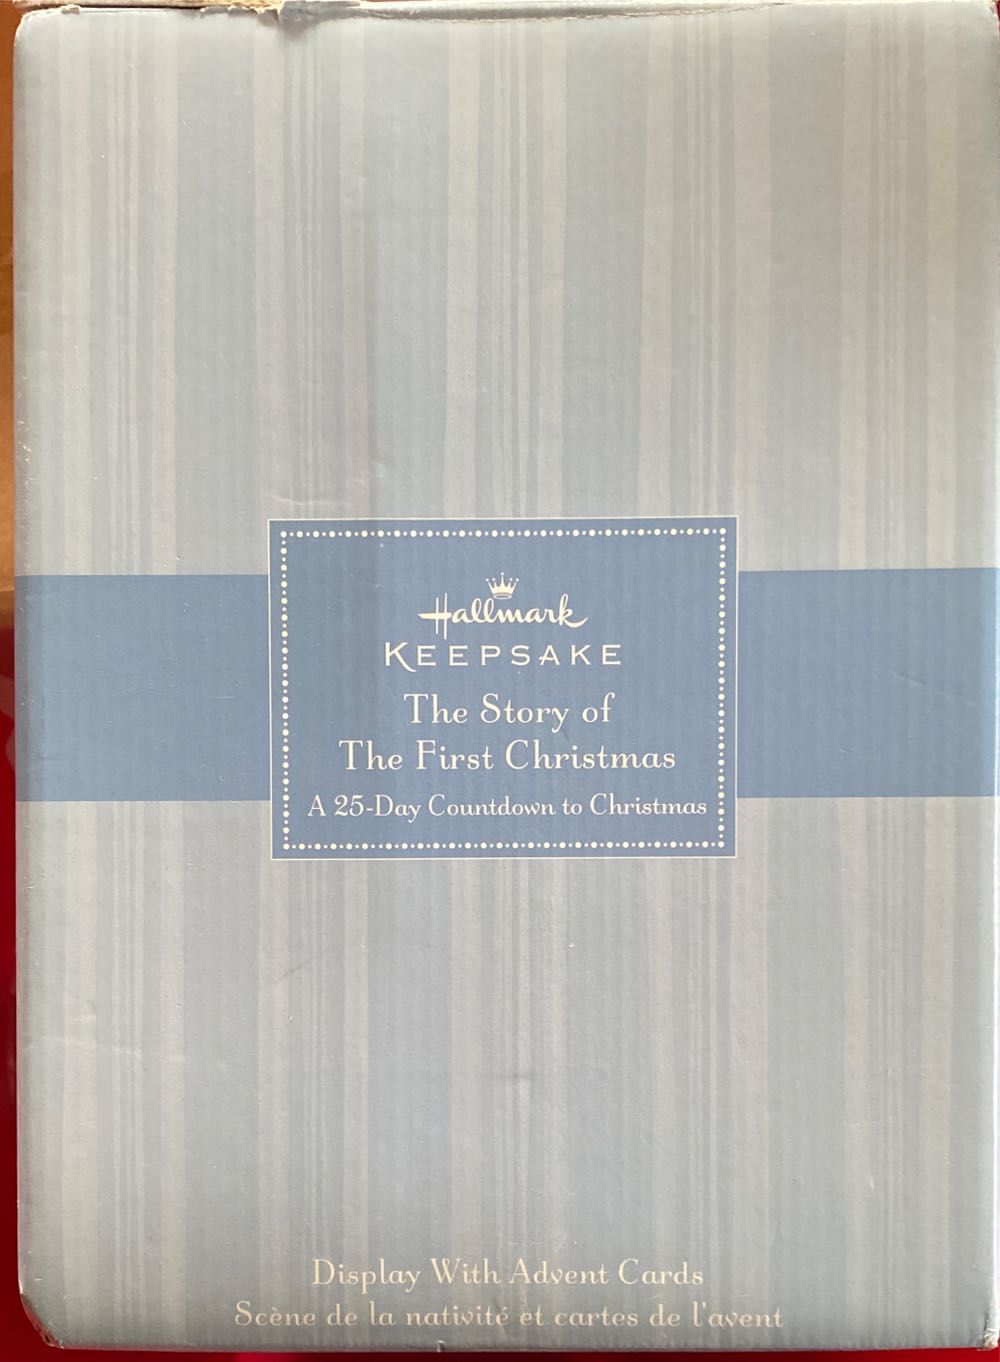 Hallmark
KEEPSAKE
The Story of
The First Christmas
A 25-Day Countdown to Christmas
Display With Advent Cards
Scène de la nativité et cartes de l'avent